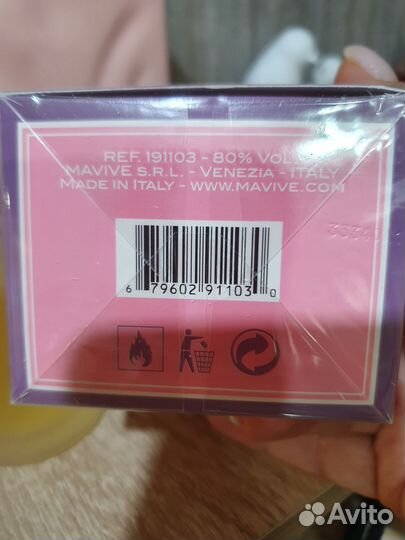 REF. 191103 - 80% VOL
MAVIVE S.R.L. - VENEZIA - ITALY
MADE IN ITALY - WWW.MAVIVE.COM
6 79602 91103 0
Avito